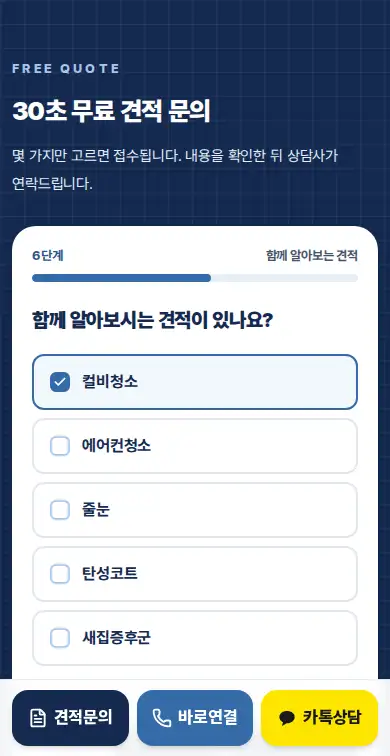 FREE QUOTE
30초 무료 견적 문의
몇 가지만 고르면 접수됩니다. 내용을 확인한 뒤 상담사가
연락드립니다.
6단계
함께 알아보는 견적
함께 알아보시는 견적이 있나요?
컬비청소
에어컨청소
줄눈
탄성코트
새집증후군
견적문의
바로연결
카톡상담